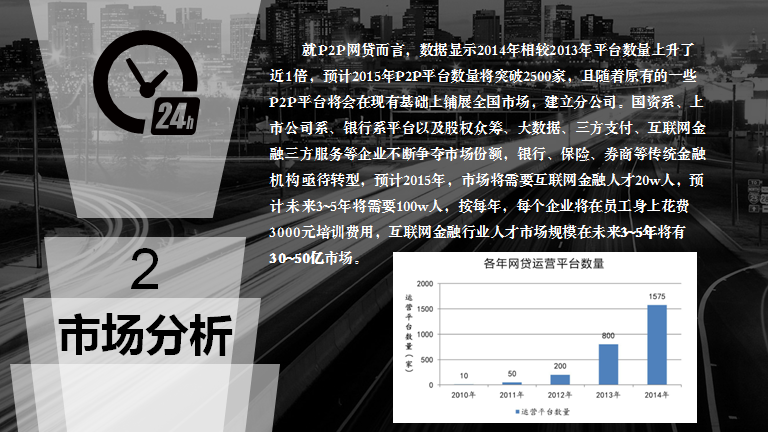 24h
2
市场分析
就P2P网贷而言，数据显示2014年相较2013年平台数量上升了
近1倍，预计2015年P2P平台数量将突破2500家，且随着原有的一些
P2P平台将会在现有基础上铺展全国市场，建立分公司。国资系、上
市公司系、银行系平台以及股权众筹、大数据、三方支付、互联网金
融三方服务等企业不断争夺市场份额，银行、保险、券商等传统金融
机构亟待转型，预计2015年，市场将需要互联网金融人才20w人，预
计未来3~5年将需要100w人，按每年，每个企业将在员工身上花费
3000元培训费用，互联网金融行业人才市场规模在未来3~5年将有
30~50亿市场。
各年网贷运营平台数量
运营平台数量（家）
2000
1500
1000
500
0
10
50
200
800
1575
2010年
2011年
2012年
2013年
2014年
运营平台数量